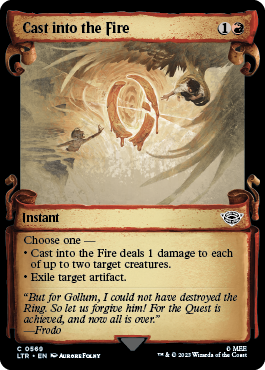 Cast into the Fire 1
Instant
Choose one —
• Cast into the Fire deals 1 damage to each
of up to two target creatures.
• Exile target artifact.
“But for Gollum, I could not have destroyed the
Ring. So let us forgive him! For the Quest is
achieved, and now all is over.”
—Frodo
C 0569 & MEE
LTR • EN AURORE FOLNY ™ & © 2023 Wizards of the Coast